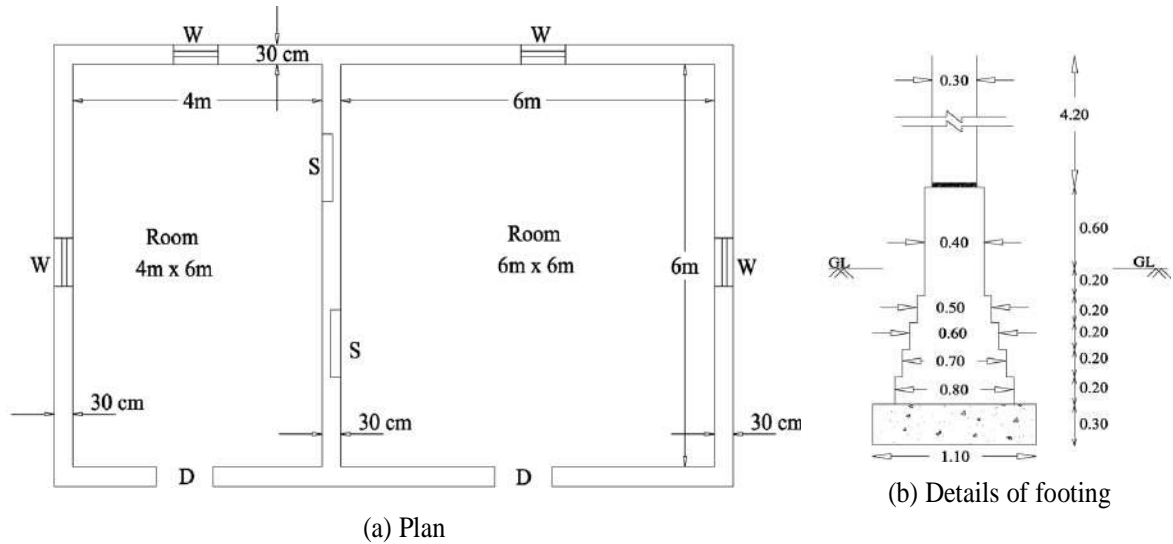 W
W
30 cm
4m
6m
S
Room
4m x 6m
Room
6m x 6m
6m
W
W
S
30 cm
30 cm
30 cm
D
D
(a) Plan
0.30
4.20
0.60
0.40
GL
GL
0.20
0.50
0.20
0.60
0.20
0.70
0.20
0.80
0.20
0.30
1.10
(b) Details of footing